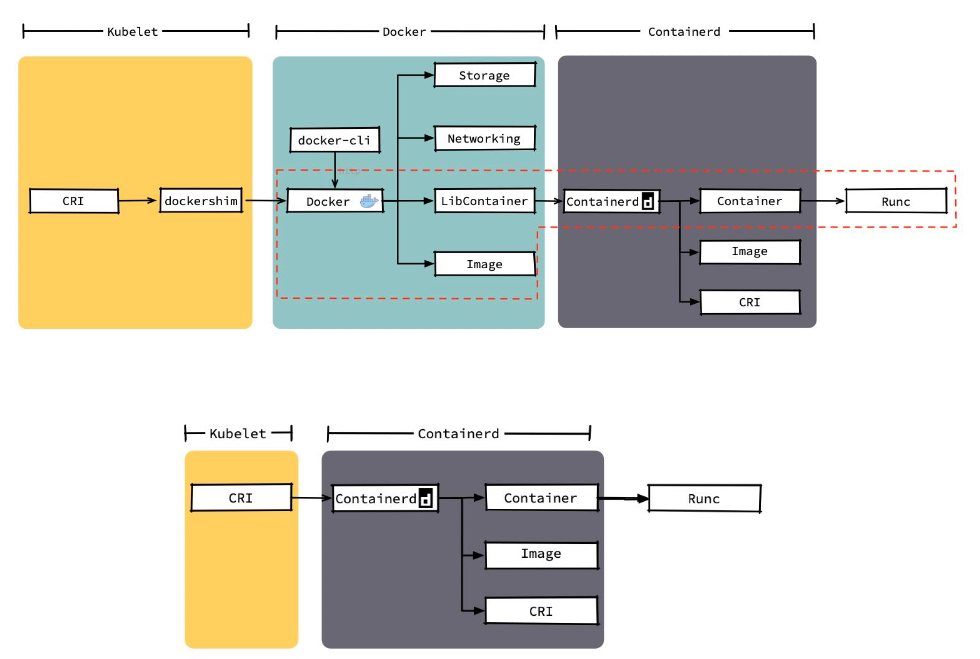 Kubelet
Docker
Containerd
Storage
docker-cli
Networking
CRI
dockershim
Docker
LibContainer
Containerd
Container
Runc
Image
Image
CRI
Kubelet
Containerd
CRI
Containerd
Container
Runc
Image
CRI